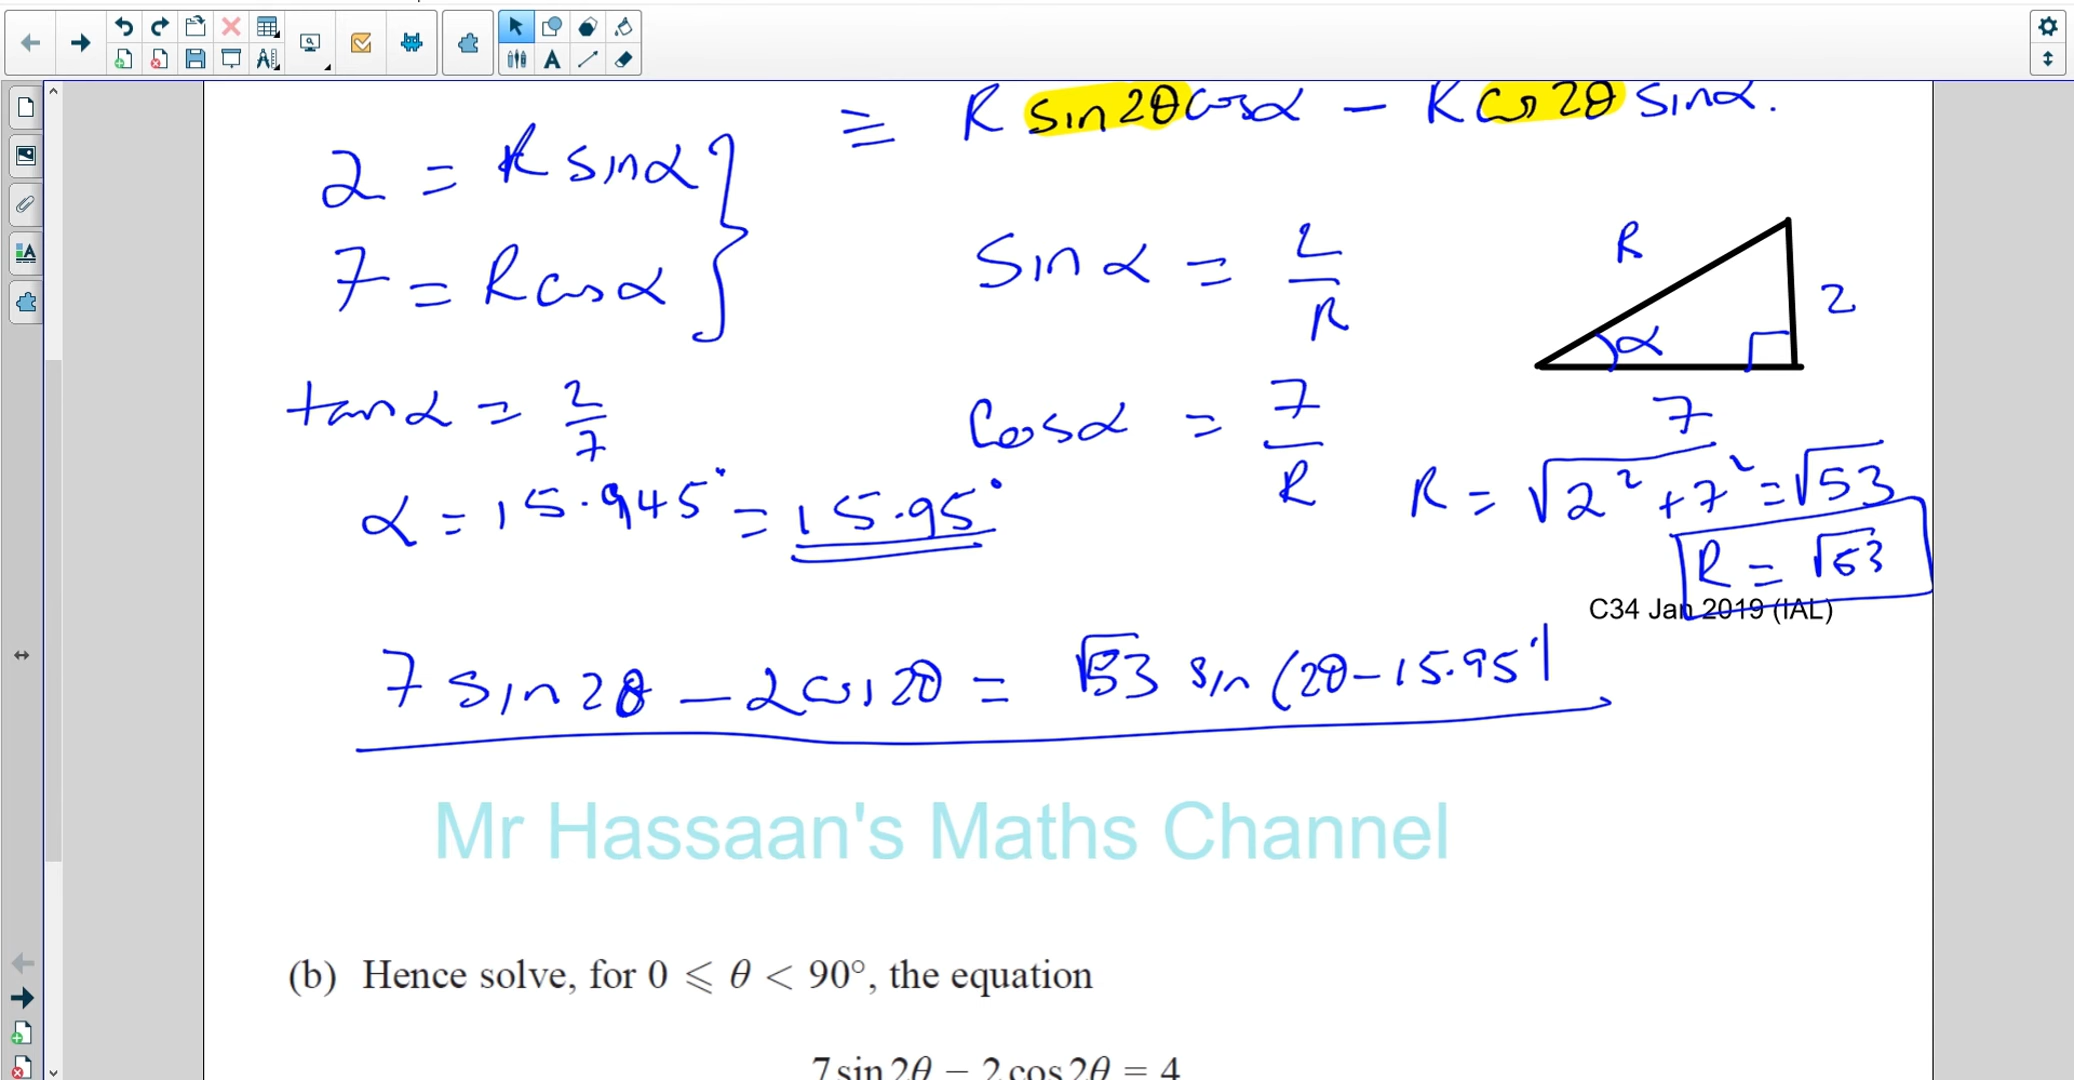 ≡ R sin2θcosα − Rcos2θ sinα.
2 = R sinα
7 = R cosα
sinα = 2/R
R
2
α
7
tanα = 2/7
cosα = 7/R
α = 15.945° = 15.95°
R = √2² + 7² = √53
R = √53
C34 Jan 2019 (IAL)
7 sin2θ − 2cos2θ = √53 sin(2θ−15.95°)
Mr Hassaan's Maths Channel
(b) Hence solve, for 0 ⩽ θ < 90°, the equation
7 sin 2θ − 2 cos 2θ = 4